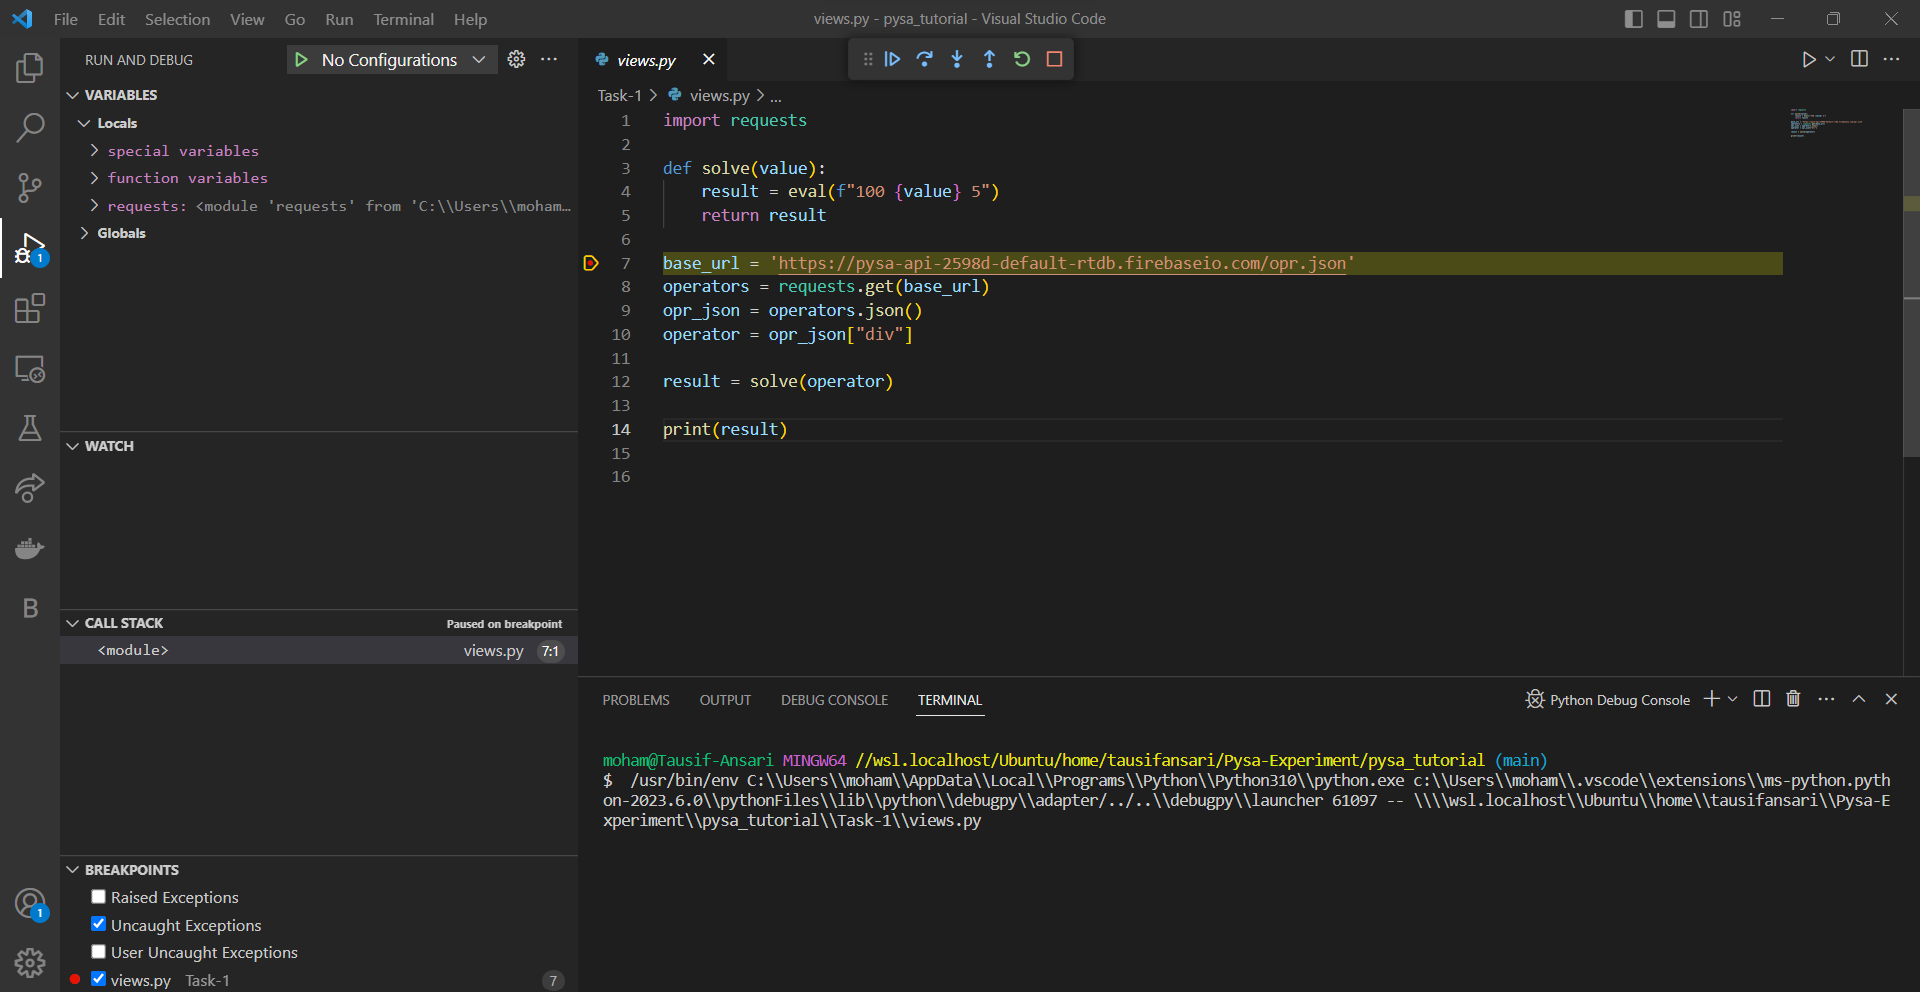 File Edit Selection View Go Run Terminal Help
views.py - pysa_tutorial - Visual Studio Code
RUN AND DEBUG
No Configurations
VARIABLES
Locals
special variables
function variables
requests: <module 'requests' from 'C:\\Users\\moham…
Globals
WATCH
CALL STACK
Paused on breakpoint
<module>
views.py 7:1
BREAKPOINTS
Raised Exceptions
Uncaught Exceptions
User Uncaught Exceptions
views.py Task-1 7
1
1
B
views.py
Task-1 > views.py > ...
1 import requests
2
3 def solve(value):
4     result = eval(f"100 {value} 5")
5     return result
6
7 base_url = 'https://pysa-api-2598d-default-rtdb.firebaseio.com/opr.json'
8 operators = requests.get(base_url)
9 opr_json = operators.json()
10 operator = opr_json["div"]
11
12 result = solve(operator)
13
14 print(result)
15
16
PROBLEMS OUTPUT DEBUG CONSOLE TERMINAL
Python Debug Console
moham@Tausif-Ansari MINGW64 //wsl.localhost/Ubuntu/home/tausifansari/Pysa-Experiment/pysa_tutorial (main)
$  /usr/bin/env C:\\Users\\moham\\AppData\\Local\\Programs\\Python\\Python310\\python.exe c:\\Users\\moham\\.vscode\\extensions\\ms-python.pyth
on-2023.6.0\\pythonFiles\\lib\\python\\debugpy\\adapter/../..\\debugpy\\launcher 61097 -- \\\\wsl.localhost\\Ubuntu\\home\\tausifansari\\Pysa-E
xperiment\\pysa_tutorial\\Task-1\\views.py